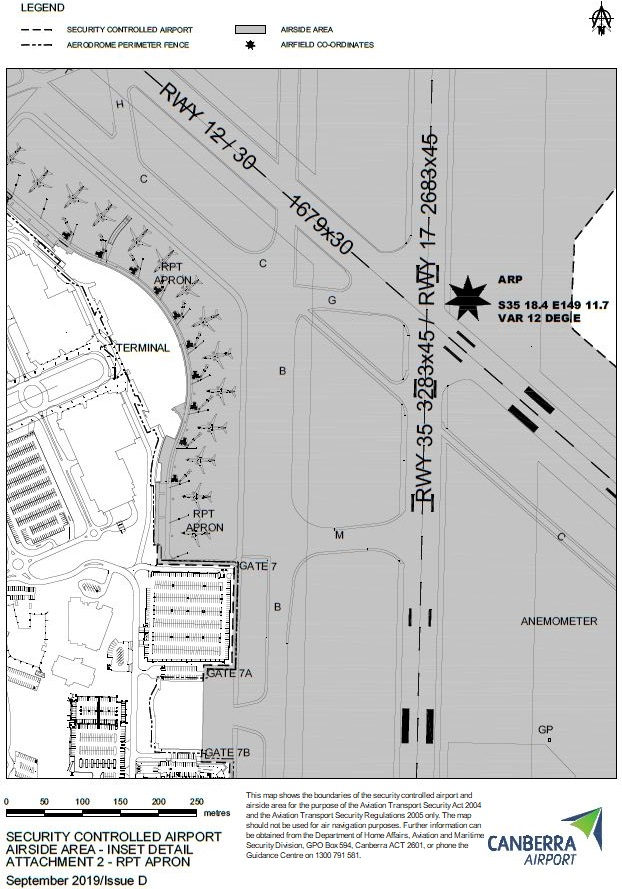 LEGEND
SECURITY CONTROLLED AIRPORT
AIRSIDE AREA
AERODROME PERIMETER FENCE
AIRFIELD CO-ORDINATES
N
H
RWY 12 / 30
1679x30
C
C
RPT
APRON
G
RWY 35 3283x45 / RWY 17 2683x45
ARP
S35 18.4 E149 11.7
VAR 12 DEG E
TERMINAL
B
RPT
APRON
M
C
GATE 7
B
ANEMOMETER
GATE 7A
GP
GATE 7B
0 50 100 150 200 250
metres
SECURITY CONTROLLED AIRPORT
AIRSIDE AREA - INSET DETAIL
ATTACHMENT 2 - RPT APRON
September 2019/Issue D
This map shows the boundaries of the security controlled airport and
airside area for the purpose of the Aviation Transport Security Act 2004
and the Aviation Transport Security Regulations 2005 only. The map
should not be used for air navigation purposes. Further information can
be obtained from the Department of Home Affairs, Aviation and Maritime
Security Division, GPO Box 594, Canberra ACT 2601, or phone the
Guidance Centre on 1300 791 581.
CANBERRA
AIRPORT